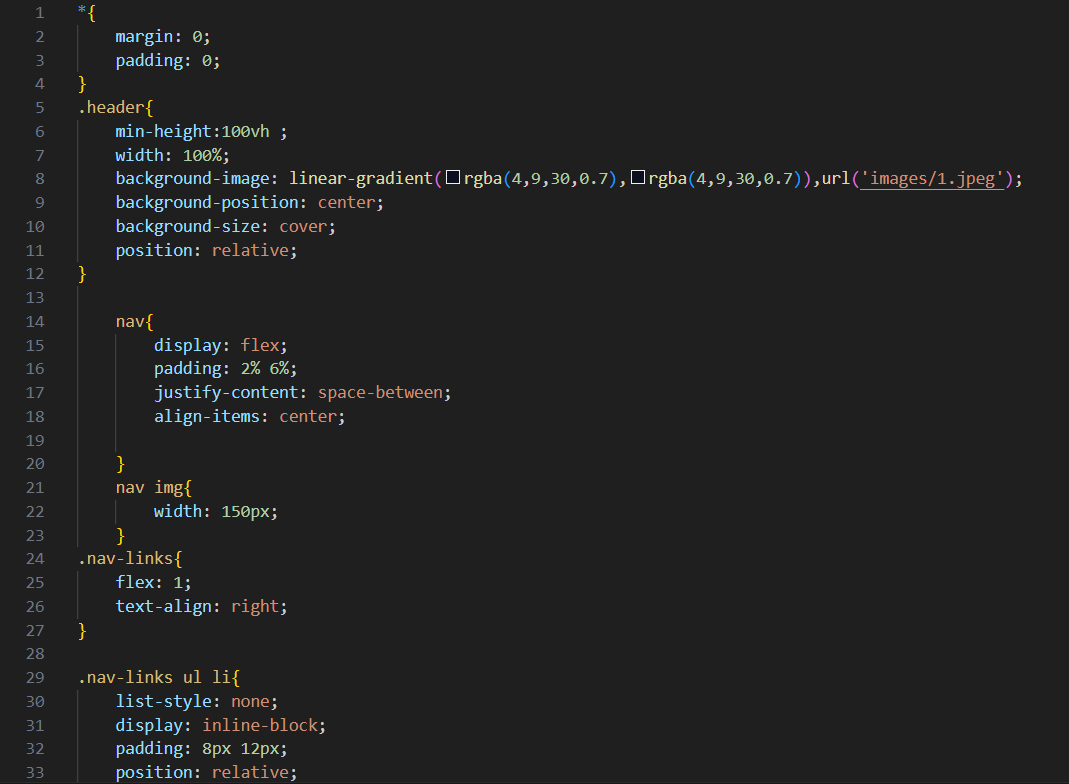 1 *{
2 margin: 0;
3 padding: 0;
4 }
5 .header{
6 min-height:100vh ;
7 width: 100%;
8 background-image: linear-gradient(rgba(4,9,30,0.7),rgba(4,9,30,0.7)),url('images/1.jpeg');
9 background-position: center;
10 background-size: cover;
11 position: relative;
12 }
13
14 nav{
15 display: flex;
16 padding: 2% 6%;
17 justify-content: space-between;
18 align-items: center;
19
20 }
21 nav img{
22 width: 150px;
23 }
24 .nav-links{
25 flex: 1;
26 text-align: right;
27 }
28
29 .nav-links ul li{
30 list-style: none;
31 display: inline-block;
32 padding: 8px 12px;
33 position: relative;